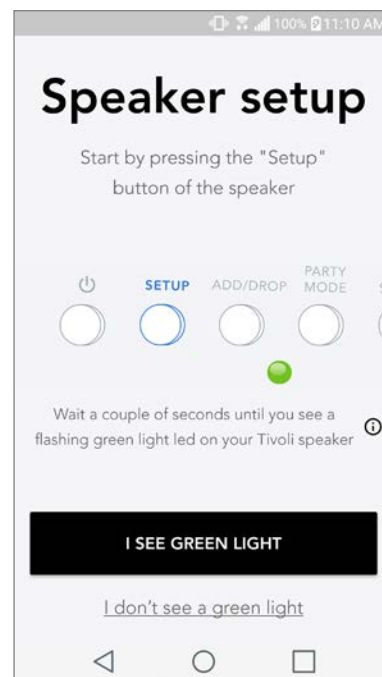 100% 11:10 AM
Speaker setup
Start by pressing the "Setup"
button of the speaker
SETUP ADD/DROP PARTY
MODE
Wait a couple of seconds until you see a
flashing green light led on your Tivoli speaker
I SEE GREEN LIGHT
I don't see a green light